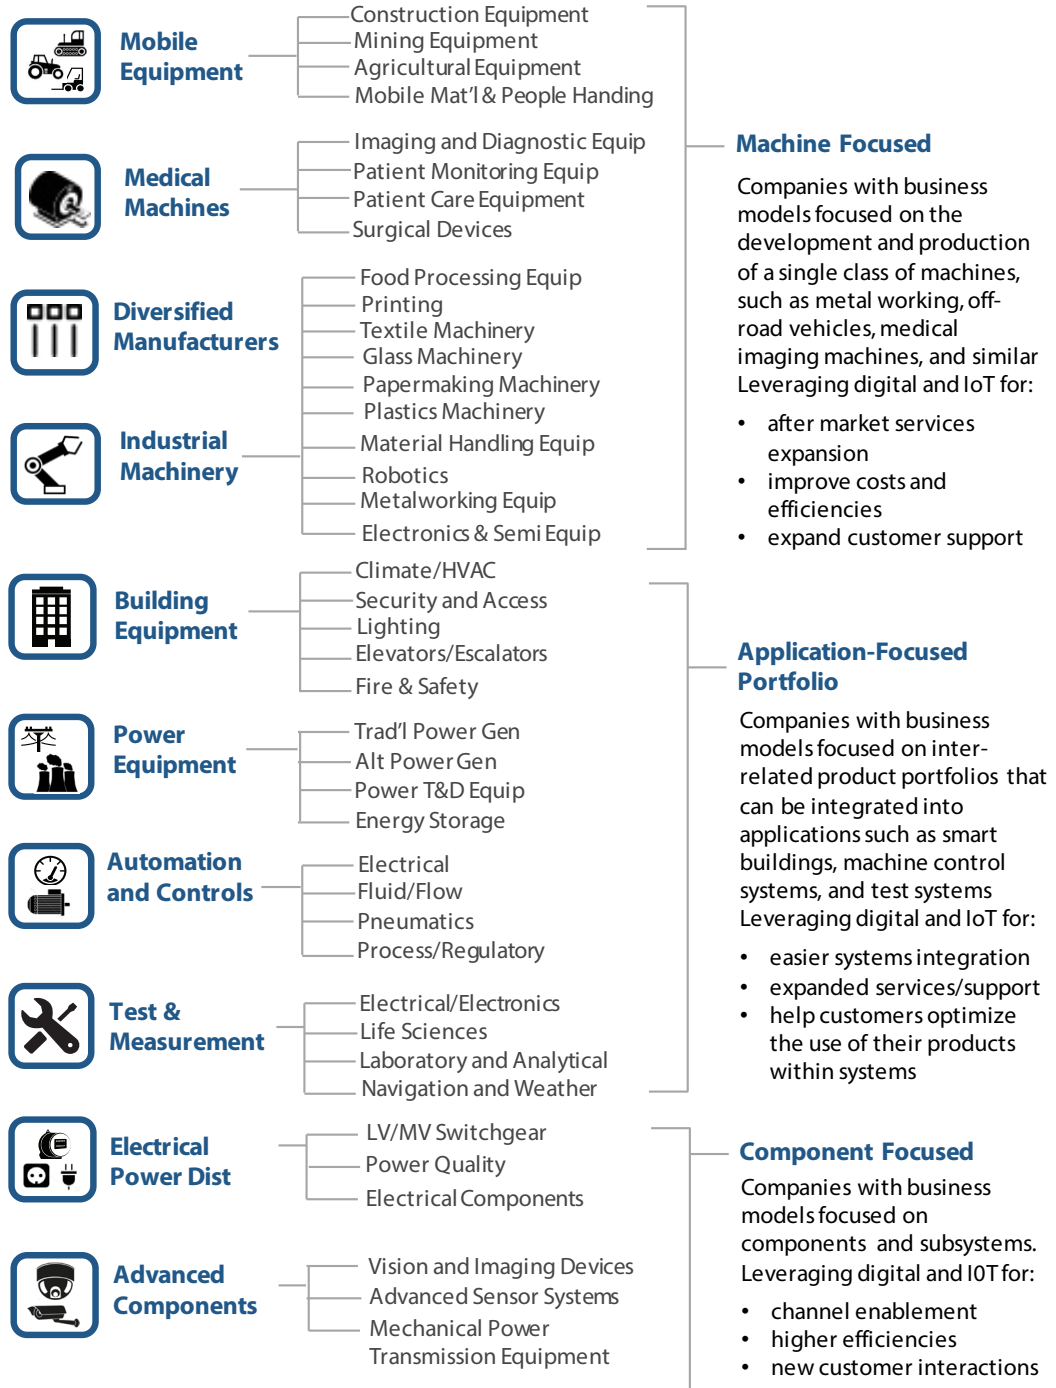 Mobile
Equipment
Construction Equipment
Mining Equipment
Agricultural Equipment
Mobile Mat'l & People Handing
Medical
Machines
Imaging and Diagnostic Equip
Patient Monitoring Equip
Patient Care Equipment
Surgical Devices
Diversified
Manufacturers
Industrial
Machinery
Food Processing Equip
Printing
Textile Machinery
Glass Machinery
Papermaking Machinery
Plastics Machinery
Material Handling Equip
Robotics
Metalworking Equip
Electronics & Semi Equip
Machine Focused
Companies with business
models focused on the
development and production
of a single class of machines,
such as metal working, off-
road vehicles, medical
imaging machines, and similar
Leveraging digital and IoT for:
• after market services
expansion
• improve costs and
efficiencies
• expand customer support
Building
Equipment
Climate/HVAC
Security and Access
Lighting
Elevators/Escalators
Fire & Safety
Power
Equipment
Trad'l Power Gen
Alt Power Gen
Power T&D Equip
Energy Storage
Automation
and Controls
Electrical
Fluid/Flow
Pneumatics
Process/Regulatory
Test &
Measurement
Electrical/Electronics
Life Sciences
Laboratory and Analytical
Navigation and Weather
Application-Focused
Portfolio
Companies with business
models focused on inter-
related product portfolios that
can be integrated into
applications such as smart
buildings, machine control
systems, and test systems
Leveraging digital and IoT for:
• easier systems integration
• expanded services/support
• help customers optimize
the use of their products
within systems
Electrical
Power Dist
LV/MV Switchgear
Power Quality
Electrical Components
Advanced
Components
Vision and Imaging Devices
Advanced Sensor Systems
Mechanical Power
Transmission Equipment
Component Focused
Companies with business
models focused on
components and subsystems.
Leveraging digital and I0T for:
• channel enablement
• higher efficiencies
• new customer interactions